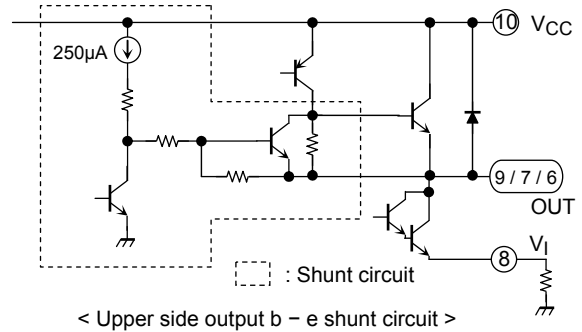 10 VCC
250μA
9 / 7 / 6
OUT
8 VI
: Shunt circuit
< Upper side output b − e shunt circuit >